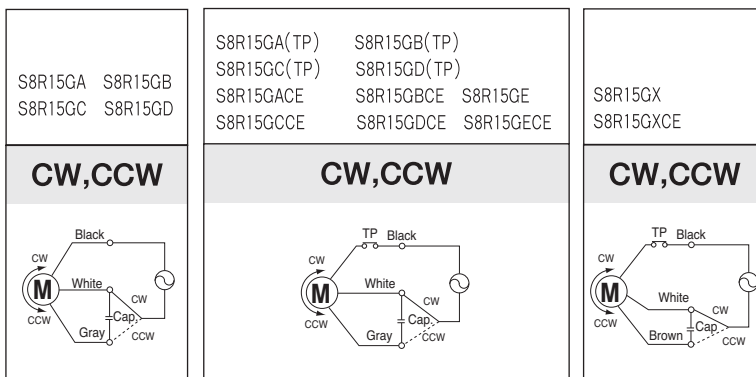 S8R15GA S8R15GB
S8R15GC S8R15GD
CW,CCW
Black
CW
M
White
CW
Cap.
CCW
Gray
CCW
S8R15GA(TP) S8R15GB(TP)
S8R15GC(TP) S8R15GD(TP)
S8R15GACE S8R15GBCE S8R15GE
S8R15GCCE S8R15GDCE S8R15GECE
CW,CCW
TP Black
CW
M
White
CW
Cap.
CCW
Gray
CCW
S8R15GX
S8R15GXCE
CW,CCW
TP Black
CW
M
White
CW
Cap.
CCW
Brown
CCW